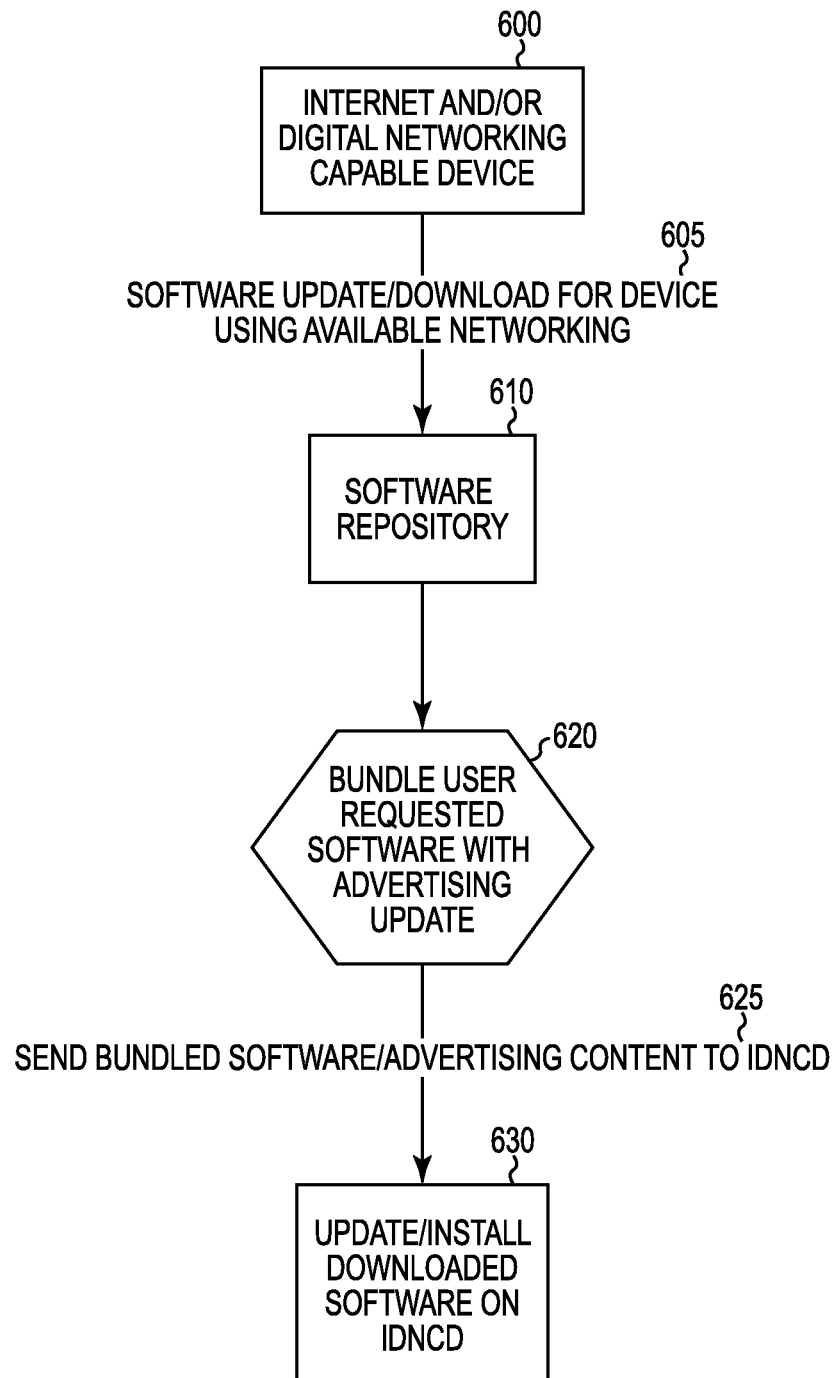 600
INTERNET AND/OR
DIGITAL NETWORKING
CAPABLE DEVICE
605
SOFTWARE UPDATE/DOWNLOAD FOR DEVICE
USING AVAILABLE NETWORKING
610
SOFTWARE
REPOSITORY
620
BUNDLE USER
REQUESTED
SOFTWARE WITH
ADVERTISING
UPDATE
625
SEND BUNDLED SOFTWARE/ADVERTISING CONTENT TO IDNCD
630
UPDATE/INSTALL
DOWNLOADED
SOFTWARE ON
IDNCD